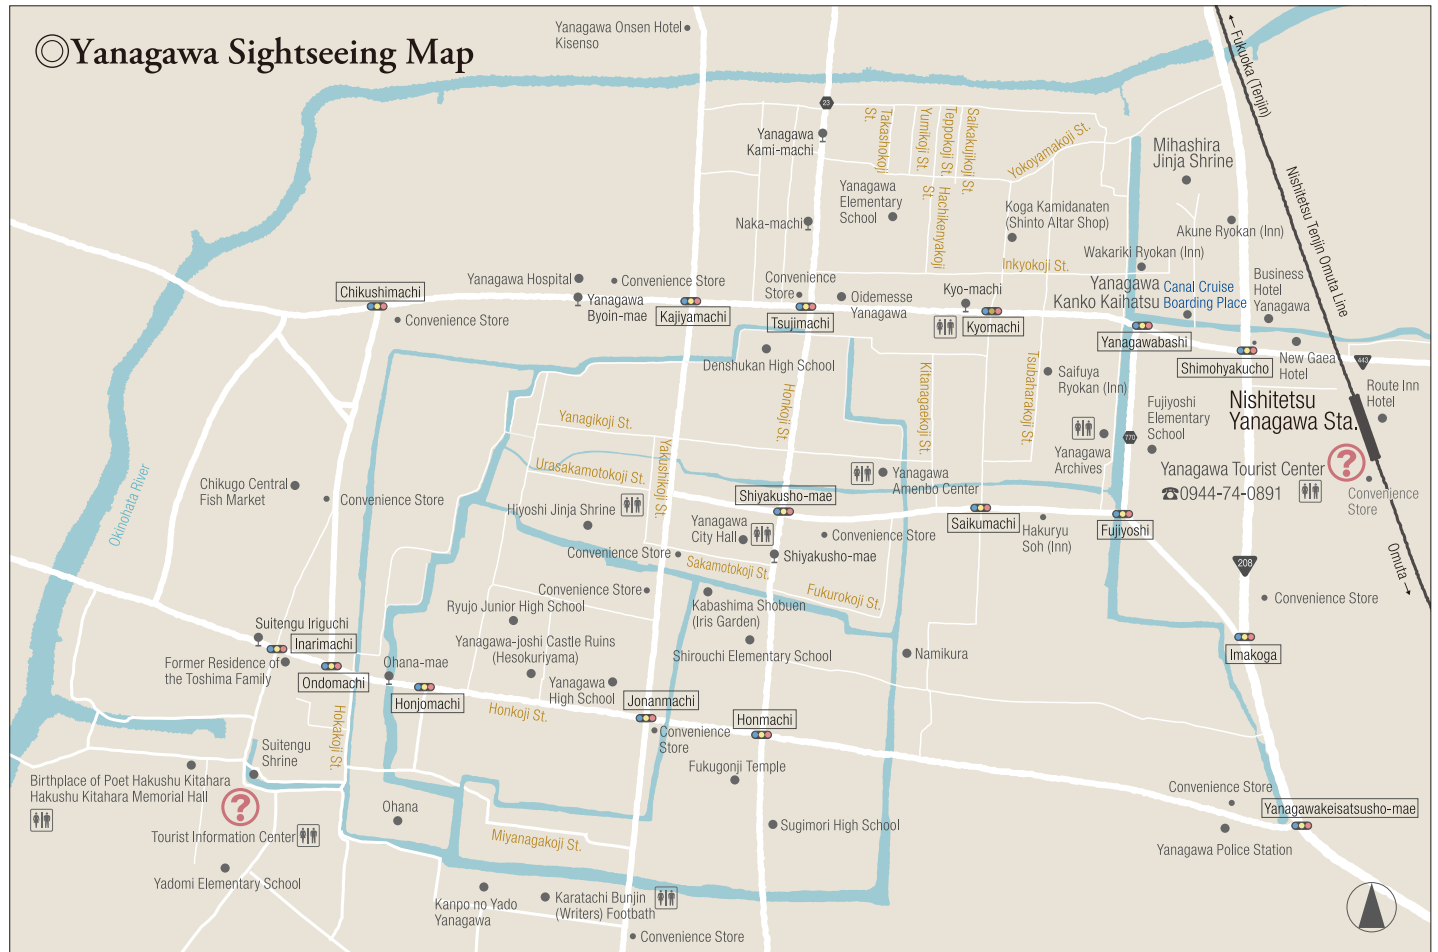 Yanagawa Sightseeing Map
Yanagawa Onsen Hotel
Kisenso
← Fukuoka (Tenjin)
23
Yanagawa
Kami-machi
Takashokoji
St.
Yumikoji St.
Teppokoji St.
Saikakujikoji St.
Yokoyamakoji St.
Mihashira
Jinja Shrine
Nishitetsu Tenjin Omuta Line
Yanagawa
Elementary
School
Hachikenyakoji
St.
Naka-machi
Koga Kamidanaten
(Shinto Altar Shop)
Akune Ryokan (Inn)
Inkyokoji St.
Wakariki Ryokan (Inn)
Yanagawa
Kanko Kaihatsu
Canal Cruise
Boarding Place
Business
Hotel
Yanagawa
Yanagawa Hospital
Convenience Store
Convenience
Store
Oidemesse
Yanagawa
Kyo-machi
Chikushimachi
Yanagawa
Byoin-mae
Kajiyamachi
Tsujimachi
Kyomachi
Convenience Store
Yanagawabashi
Shimohyakucho
New Gaea
Hotel
443
Denshukan High School
Saifuya
Ryokan (Inn)
Route Inn
Hotel
Kitanagaekoji St.
Tsubaharakoji St.
Honkoji St.
Yanagikoji St.
Fujiyoshi
Elementary
School
Nishitetsu
Yanagawa Sta.
770
Yanagawa
Archives
Yakushikoji St.
Urasakamotokoji St.
Yanagawa Tourist Center
?
☎0944-74-0891
Convenience
Store
Yanagawa
Amenbo Center
Okinohata River
Chikugo Central
Fish Market
Convenience Store
Shiyakusho-mae
Saikumachi
Hakuryu
Soh (Inn)
Fujiyoshi
Hiyoshi Jinja Shrine
Yanagawa
City Hall
Convenience Store
Shiyakusho-mae
Omuta →
Convenience Store
Sakamotokoji St.
208
Convenience Store
Fukurokoji St.
Convenience Store
Ryujo Junior High School
Kabashima Shobuen
(Iris Garden)
Suitengu Iriguchi
Inarimachi
Yanagawa-joshi Castle Ruins
(Hesokuriyama)
Shirouchi Elementary School
Namikura
Imakoga
Former Residence of
the Toshima Family
Ondomachi
Ohana-mae
Honjomachi
Yanagawa
High School
Jonanmachi
Honkoji St.
Honmachi
Hokakoji St.
Convenience
Store
Suitengu
Shrine
Fukugonji Temple
Birthplace of Poet Hakushu Kitahara
Hakushu Kitahara Memorial Hall
?
Convenience Store
Yanagawakeisatsusho-mae
Ohana
Tourist Information Center
Miyanagakoji St.
Sugimori High School
Yanagawa Police Station
Yadomi Elementary School
Kanpo no Yado
Yanagawa
Karatachi Bunjin
(Writers) Footbath
Convenience Store